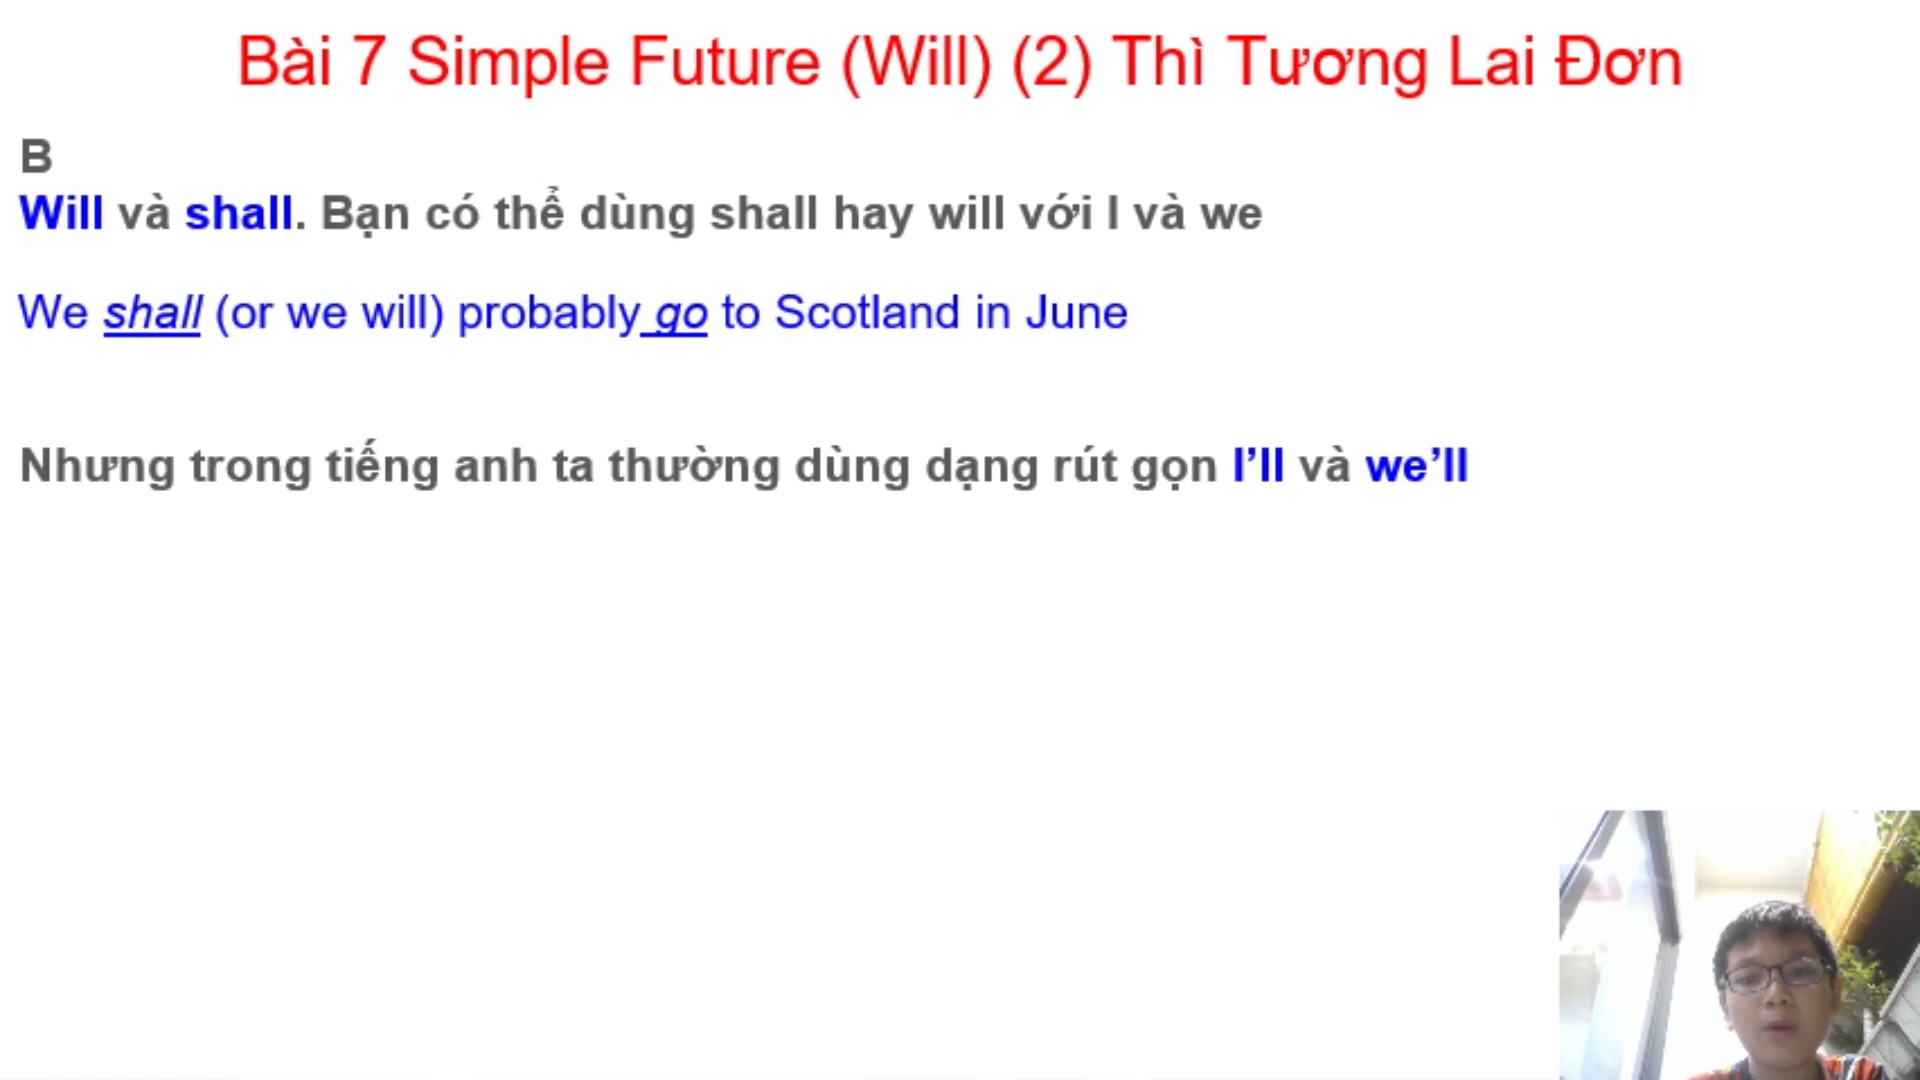 Bài 7 Simple Future (Will) (2) Thì Tương Lai Đơn
B
Will và shall. Bạn có thể dùng shall hay will với I và we
We shall (or we will) probably go to Scotland in June
Nhưng trong tiếng anh ta thường dùng dạng rút gọn I’ll và we’ll